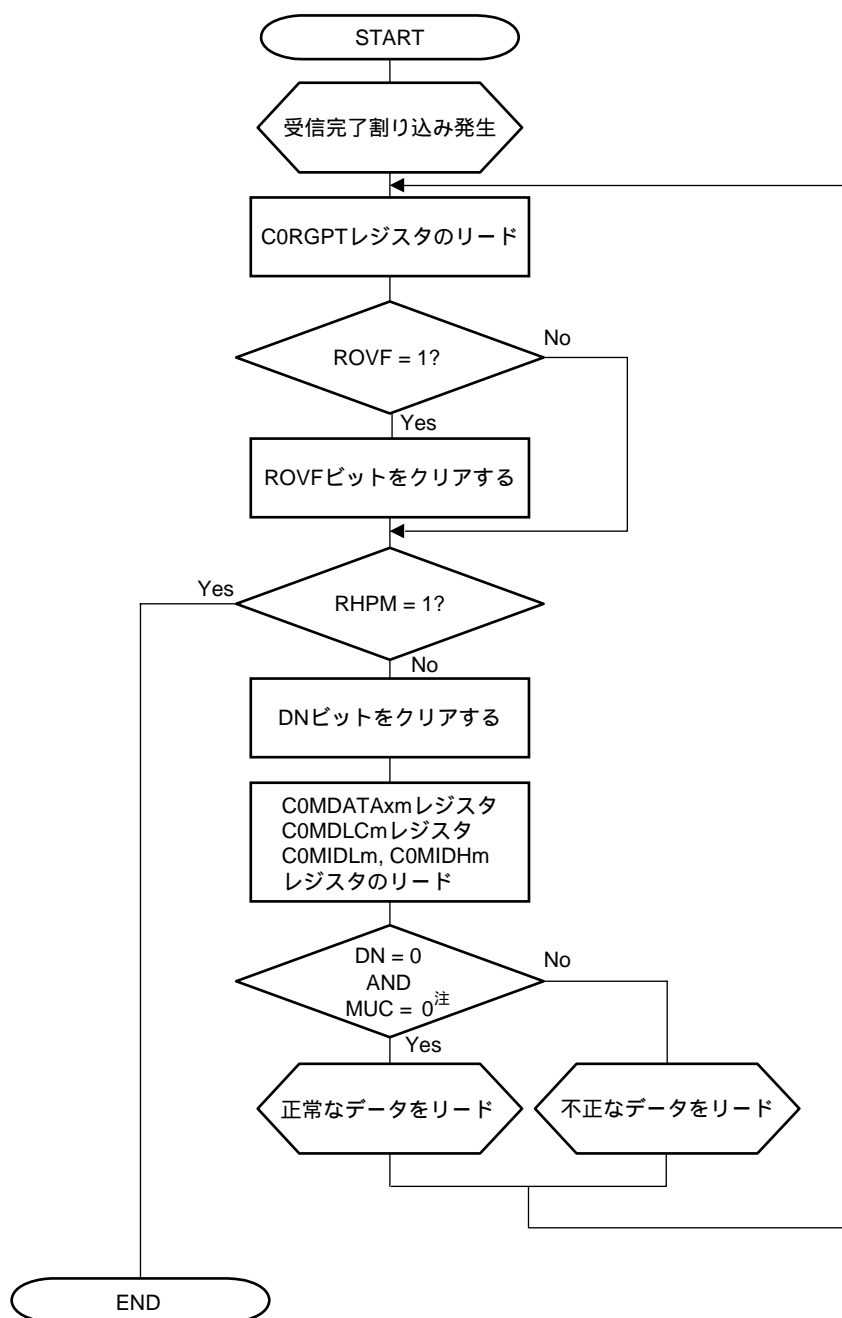 START
受信完了割り込み発生
C0RGPTレジスタのリード
ROVF = 1?
No
Yes
ROVFビットをクリアする
Yes
RHPM = 1?
No
DNビットをクリアする
C0MDATAxmレジスタ
C0MDLCmレジスタ
C0MIDLm, C0MIDHm
レジスタのリード
DN = 0
AND
MUC = 0注
No
Yes
正常なデータをリード
不正なデータをリード
END